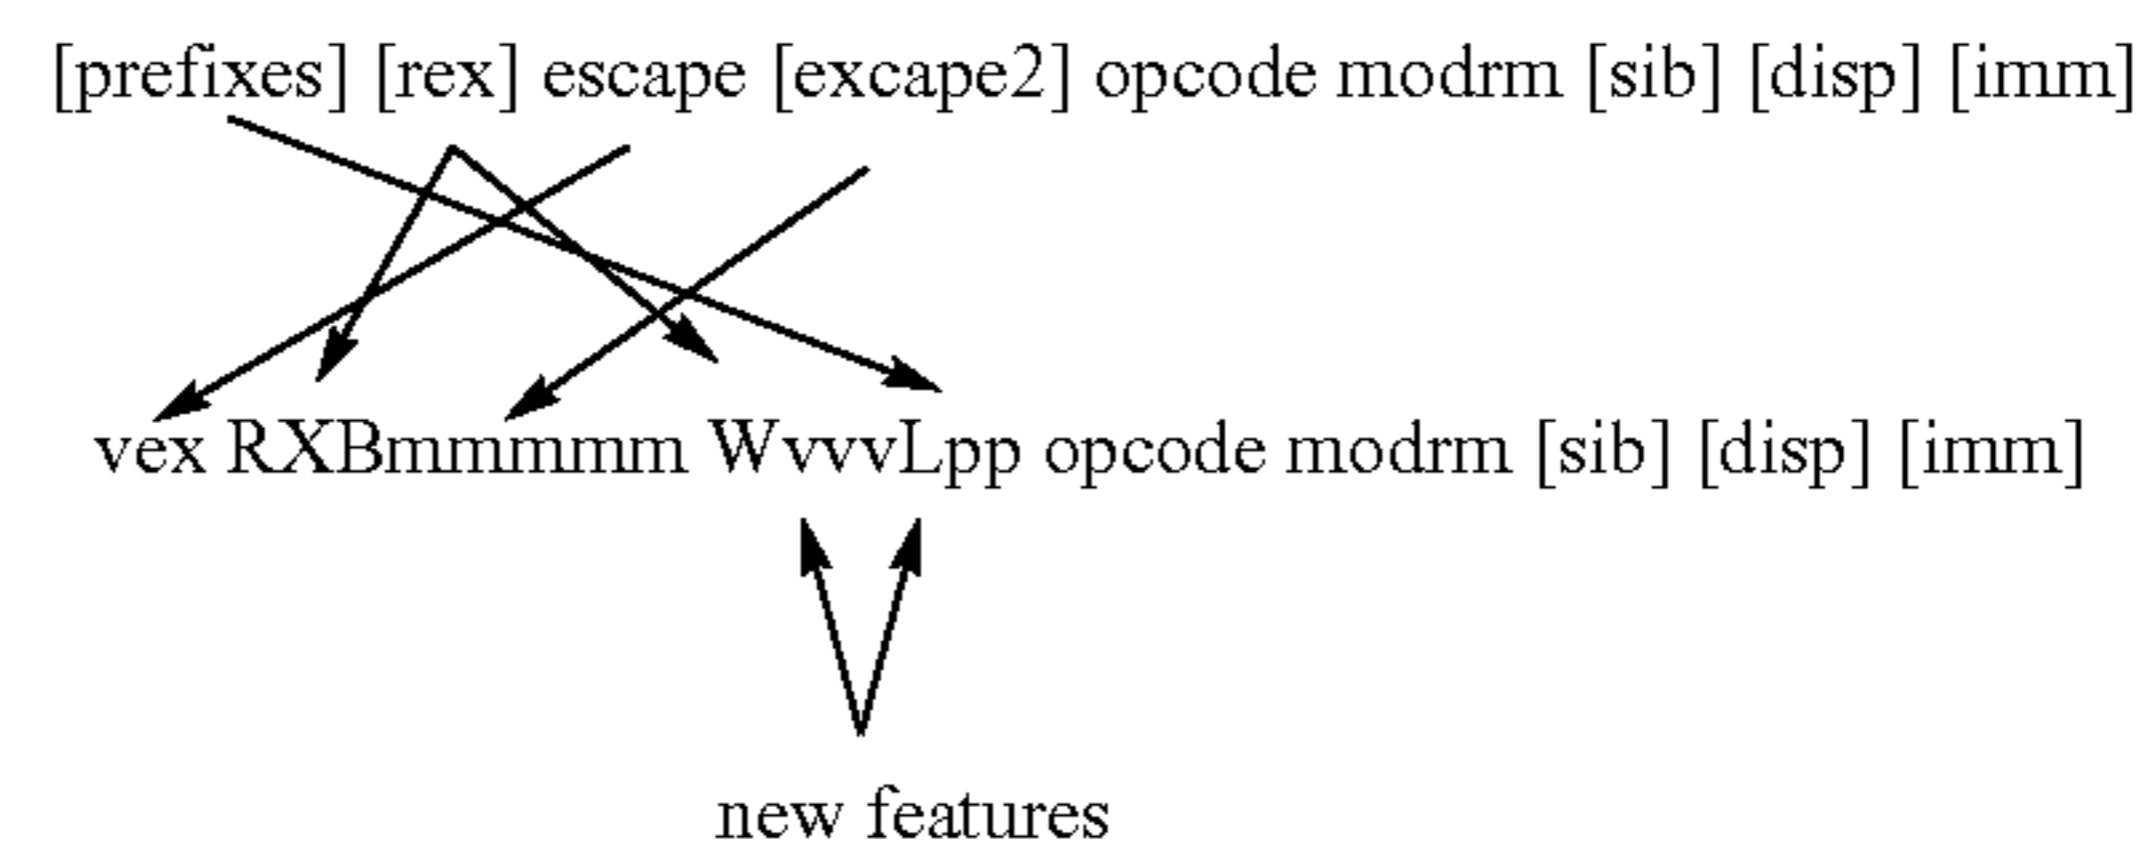 [prefixes] [rex] escape [excape2] opcode modrm [sib] [disp] [imm]
vex RXBmmmmm WvvvLpp opcode modrm [sib] [disp] [imm]
new features